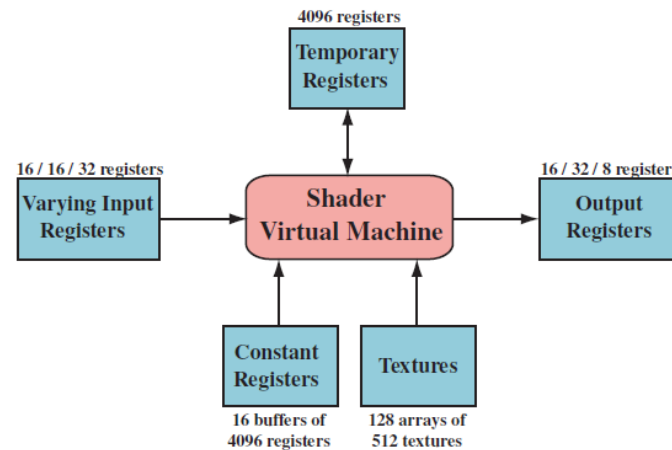 4096 registers
Temporary
Registers
16 / 16 / 32 registers
Varying Input
Registers
Shader
Virtual Machine
16 / 32 / 8 register
Output
Registers
Constant
Registers
Textures
16 buffers of
4096 registers
128 arrays of
512 textures